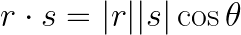 r · s = |r||s| cos θ